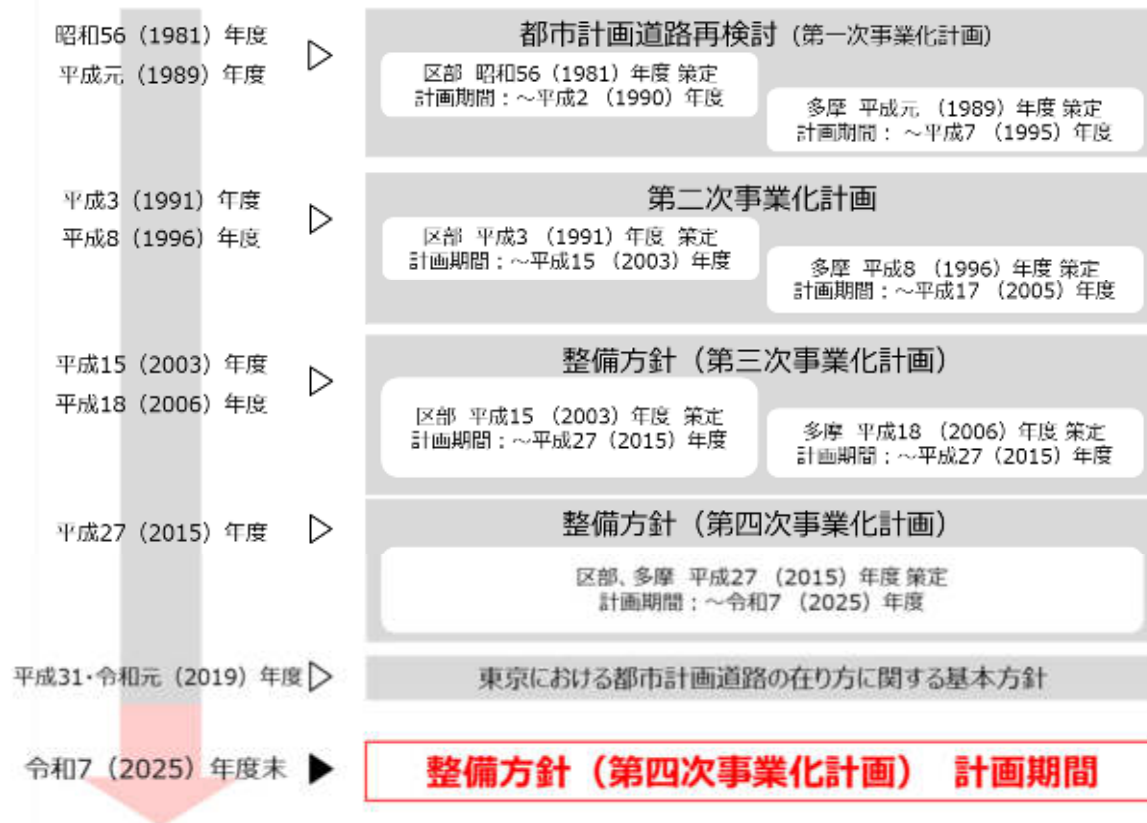 昭和56（1981）年度
平成元（1989）年度
都市計画道路再検討（第一次事業化計画）
区部 昭和56（1981）年度 策定
計画期間：～平成2（1990）年度
多摩 平成元（1989）年度 策定
計画期間：～平成7（1995）年度
平成3（1991）年度
平成8（1996）年度
第二次事業化計画
区部 平成3（1991）年度 策定
計画期間：～平成15（2003）年度
多摩 平成8（1996）年度 策定
計画期間：～平成17（2005）年度
平成15（2003）年度
平成18（2006）年度
整備方針（第三次事業化計画）
区部 平成15（2003）年度 策定
計画期間：～平成27（2015）年度
多摩 平成18（2006）年度 策定
計画期間：～平成27（2015）年度
平成27（2015）年度
整備方針（第四次事業化計画）
区部、多摩 平成27（2015）年度 策定
計画期間：～令和7（2025）年度
平成31・令和元（2019）年度
東京における都市計画道路の在り方に関する基本方針
令和7（2025）年度末
整備方針（第四次事業化計画）　計画期間